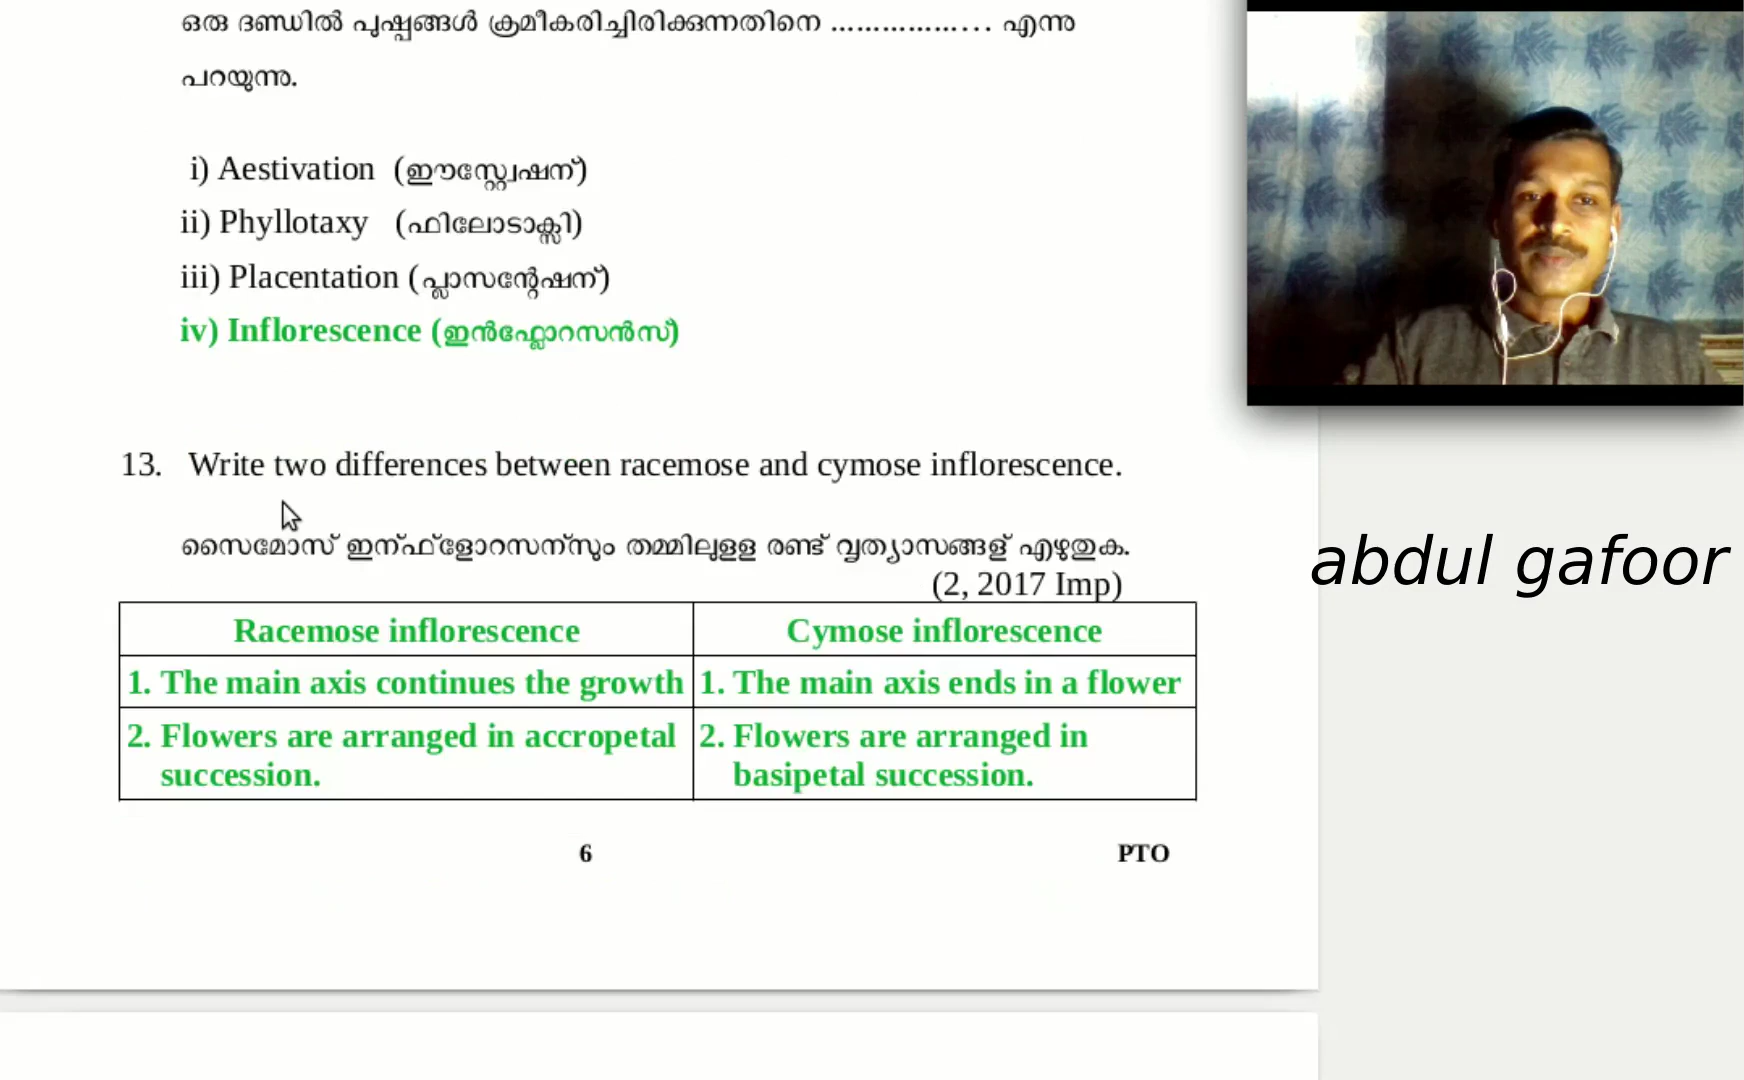 ഒരു ദണ്ഡിൽ പുഷ്പങ്ങൾ ക്രമീകരിച്ചിരിക്കുന്നതിനെ .................. എന്നു
പറയുന്നു.
i) Aestivation (ഈസ്റ്റ്വേഷന്)
ii) Phyllotaxy (ഫിലോടാക്സി)
iii) Placentation (പ്ലാസന്റേഷന്)
iv) Inflorescence (ഇൻഫ്ലോറസൻസ്)
13. Write two differences between racemose and cymose inflorescence.
സൈമോസ് ഇന്ഫ്ളോറസന്സും തമ്മിലുളള രണ്ട് വ്യത്യാസങ്ങള് എഴുതുക.
(2, 2017 Imp)
Racemose inflorescence Cymose inflorescence
1. The main axis continues the growth 1. The main axis ends in a flower
2. Flowers are arranged in accropetal 2. Flowers are arranged in
succession. basipetal succession.
6 PTO
abdul gafoor